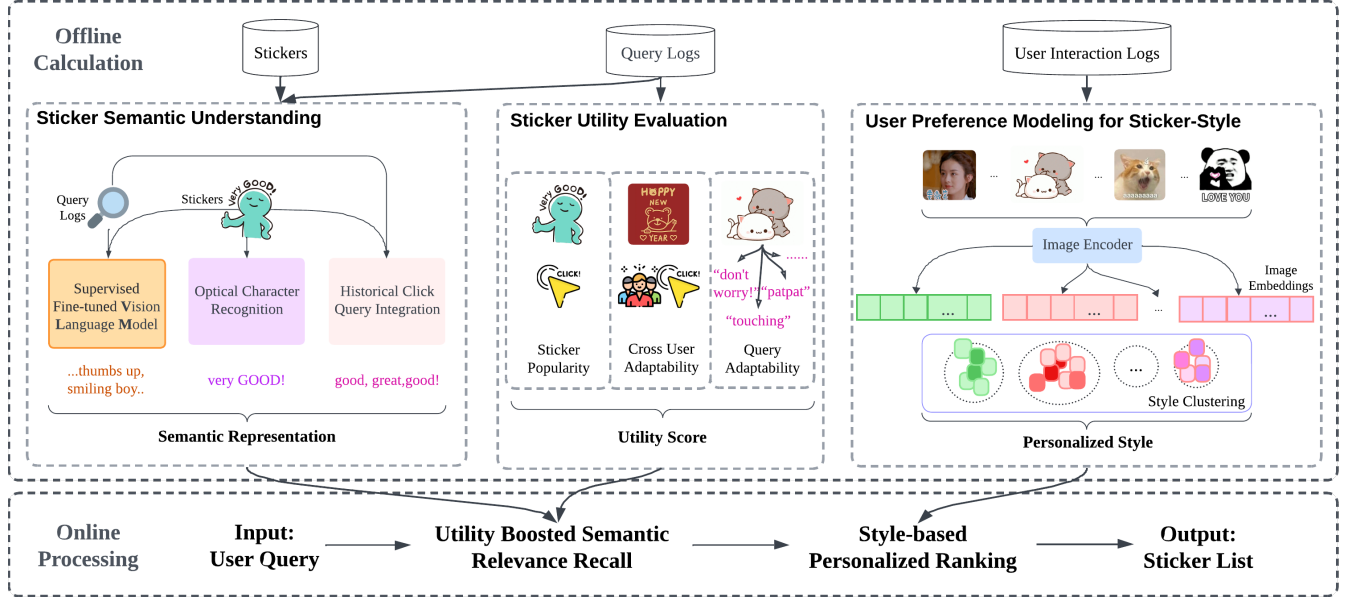 Offline
Calculation
Stickers
Query Logs
User Interaction Logs
Sticker Semantic Understanding
Query
Logs
Stickers
very GOOD!
Supervised
Fine-tuned Vision
Language Model
Optical Character
Recognition
Historical Click
Query Integration
...thumbs up,
smiling boy..
very GOOD!
good, great,good!
Semantic Representation
Sticker Utility Evaluation
very GOOD!
HAPPY
NEW
YEAR
CLICK!
CLICK!
......
“don't
worry!”
“patpat”
“touching”
Sticker
Popularity
Cross User
Adaptability
Query
Adaptability
Utility Score
User Preference Modeling for Sticker-Style
...
...
...
LOVE YOU
Image Encoder
Image
Embeddings
...
...
...
...
...
Style Clustering
Personalized Style
Online
Processing
Input:
User Query
Utility Boosted Semantic
Relevance Recall
Style-based
Personalized Ranking
Output:
Sticker List